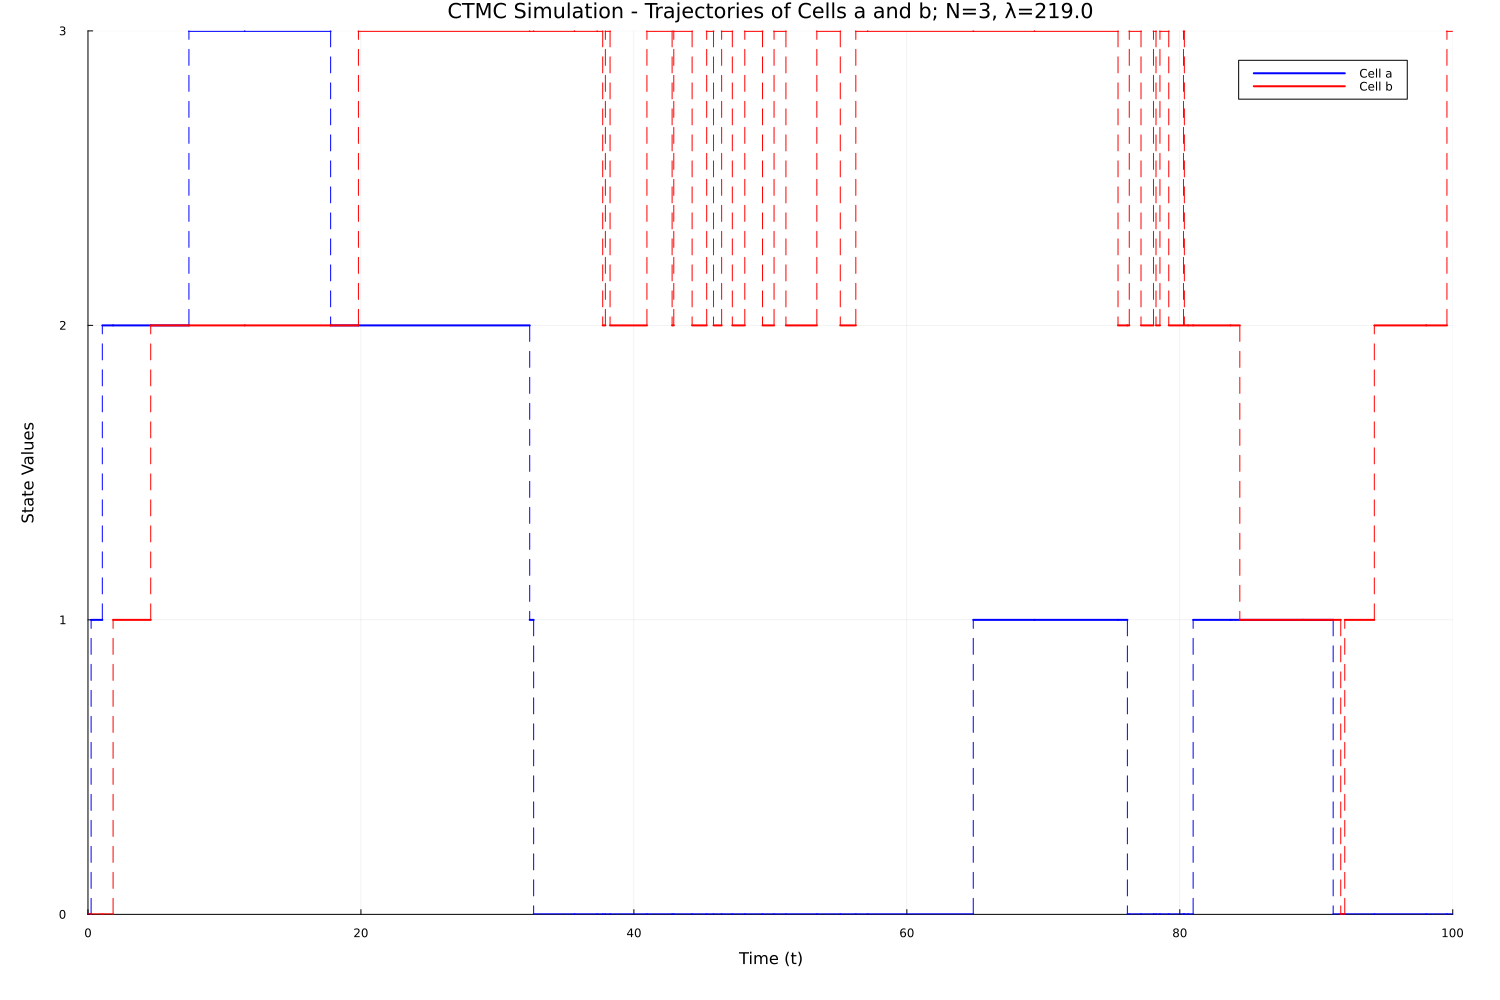 CTMC Simulation - Trajectories of Cells a and b; N=3, λ=219.0
3
Cell a
Cell b
2
State Values
1
0
0 20 40 60 80 100
Time (t)